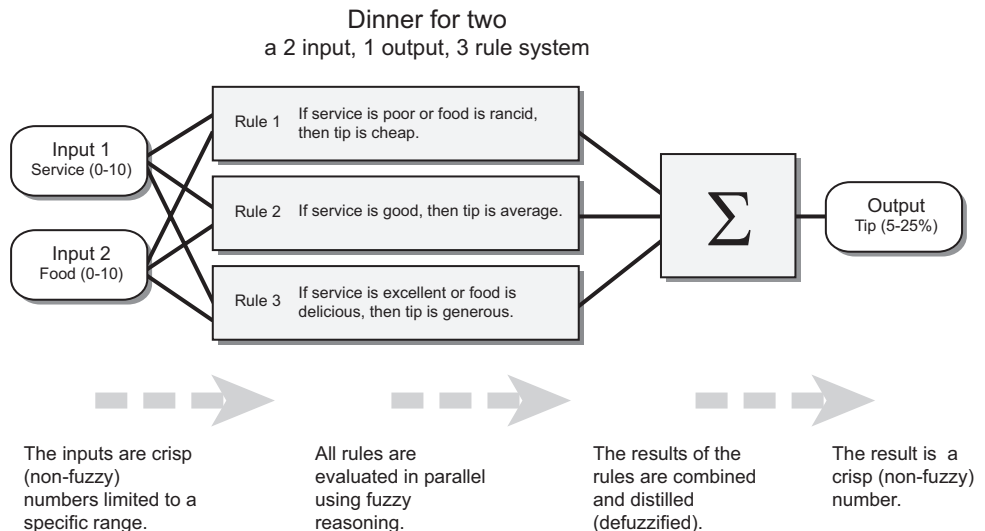 Dinner for two
a 2 input, 1 output, 3 rule system
Input 1
Service (0-10)
Input 2
Food (0-10)
Rule 1 If service is poor or food is rancid,
then tip is cheap.
Rule 2 If service is good, then tip is average.
Rule 3 If service is excellent or food is
delicious, then tip is generous.
Σ
Output
Tip (5-25%)
The inputs are crisp
(non-fuzzy)
numbers limited to a
specific range.
All rules are
evaluated in parallel
using fuzzy
reasoning.
The results of the
rules are combined
and distilled
(defuzzified).
The result is a
crisp (non-fuzzy)
number.